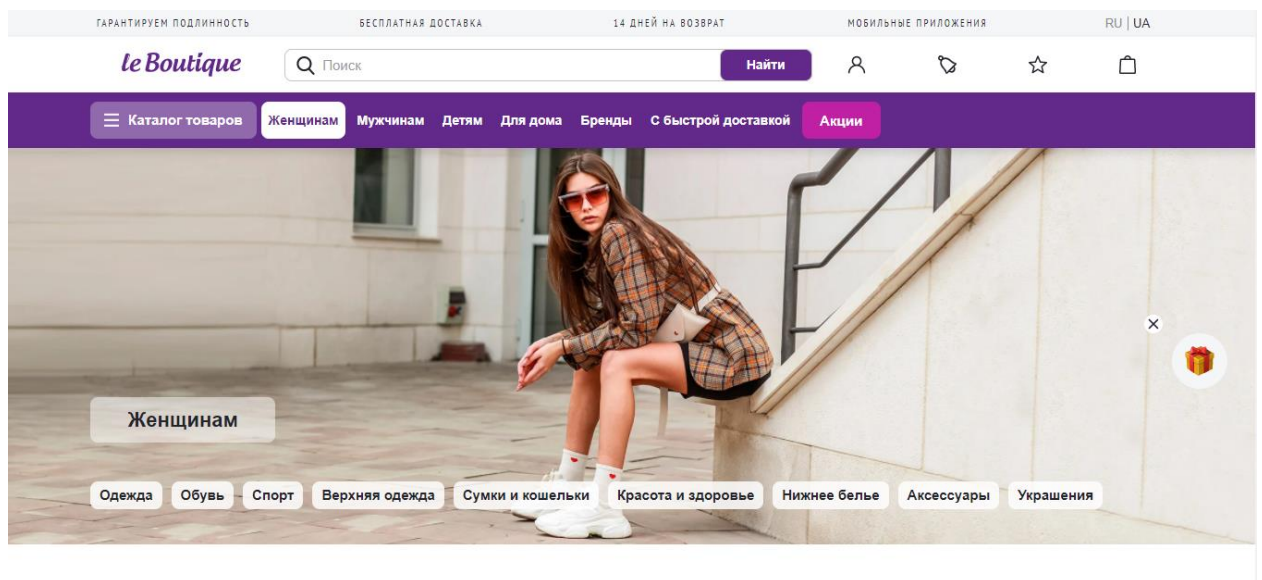 ГАРАНТИРУЕМ ПОДЛИННОСТЬ БЕСПЛАТНАЯ ДОСТАВКА 14 ДНЕЙ НА ВОЗВРАТ МОБИЛЬНЫЕ ПРИЛОЖЕНИЯ RU | UA
leBoutique Поиск Найти
Каталог товаров Женщинам Мужчинам Детям Для дома Бренды С быстрой доставкой Акции
Женщинам
Одежда Обувь Спорт Верхняя одежда Сумки и кошельки Красота и здоровье Нижнее белье Аксессуары Украшения